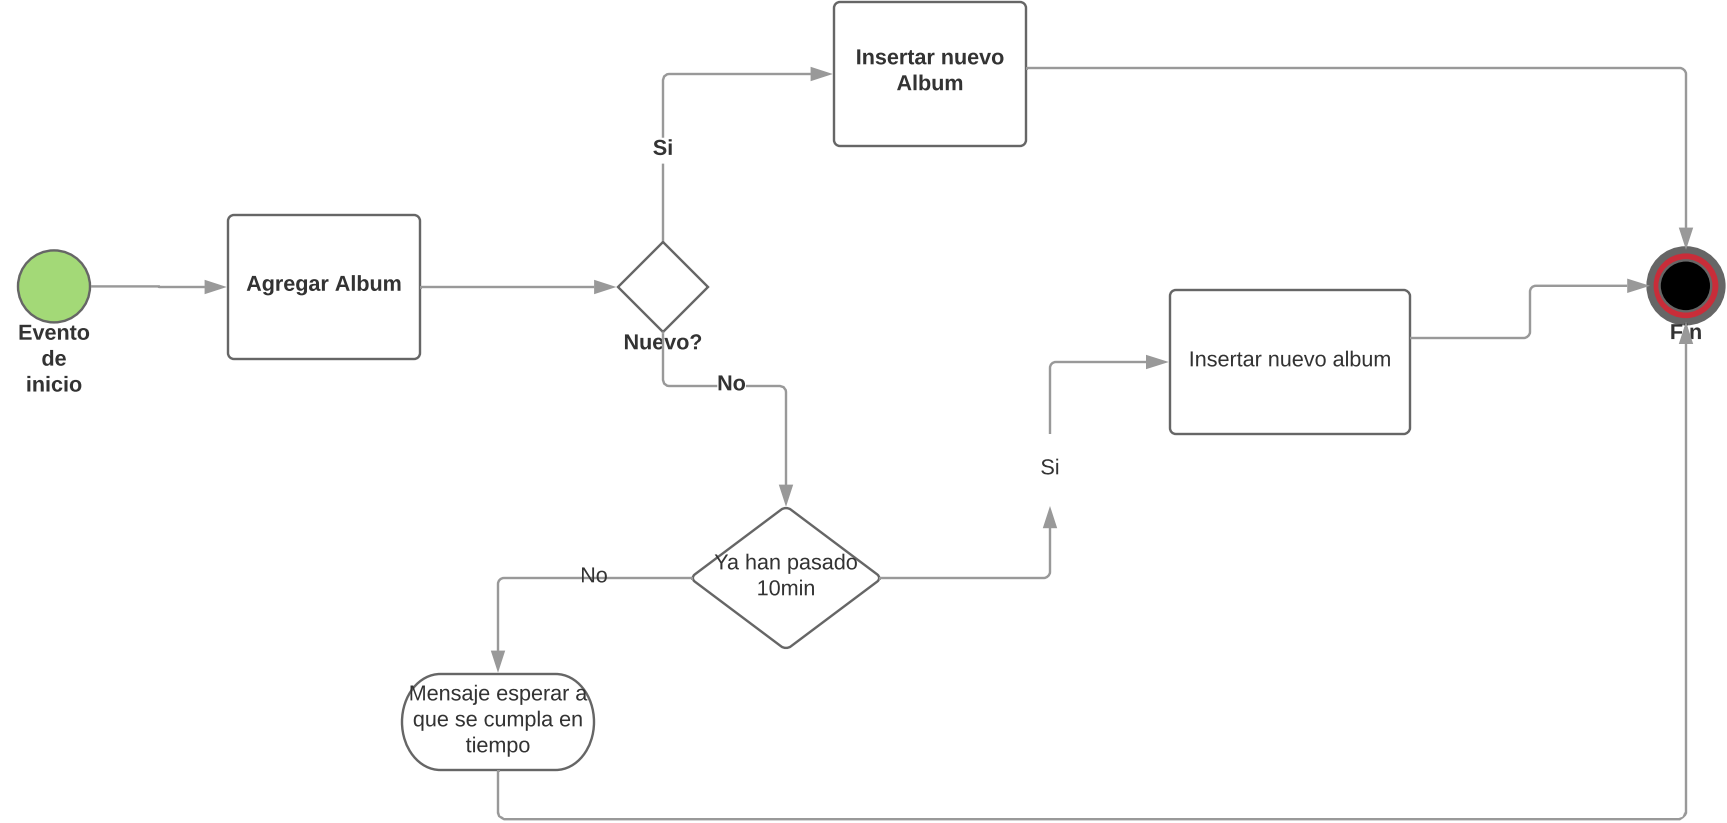 Insertar nuevo
Album
Si
Agregar Album
Evento
de
inicio
Nuevo?
No
Insertar nuevo album
Fin
Si
Ya han pasado
10min
No
Mensaje esperar a
que se cumpla en
tiempo